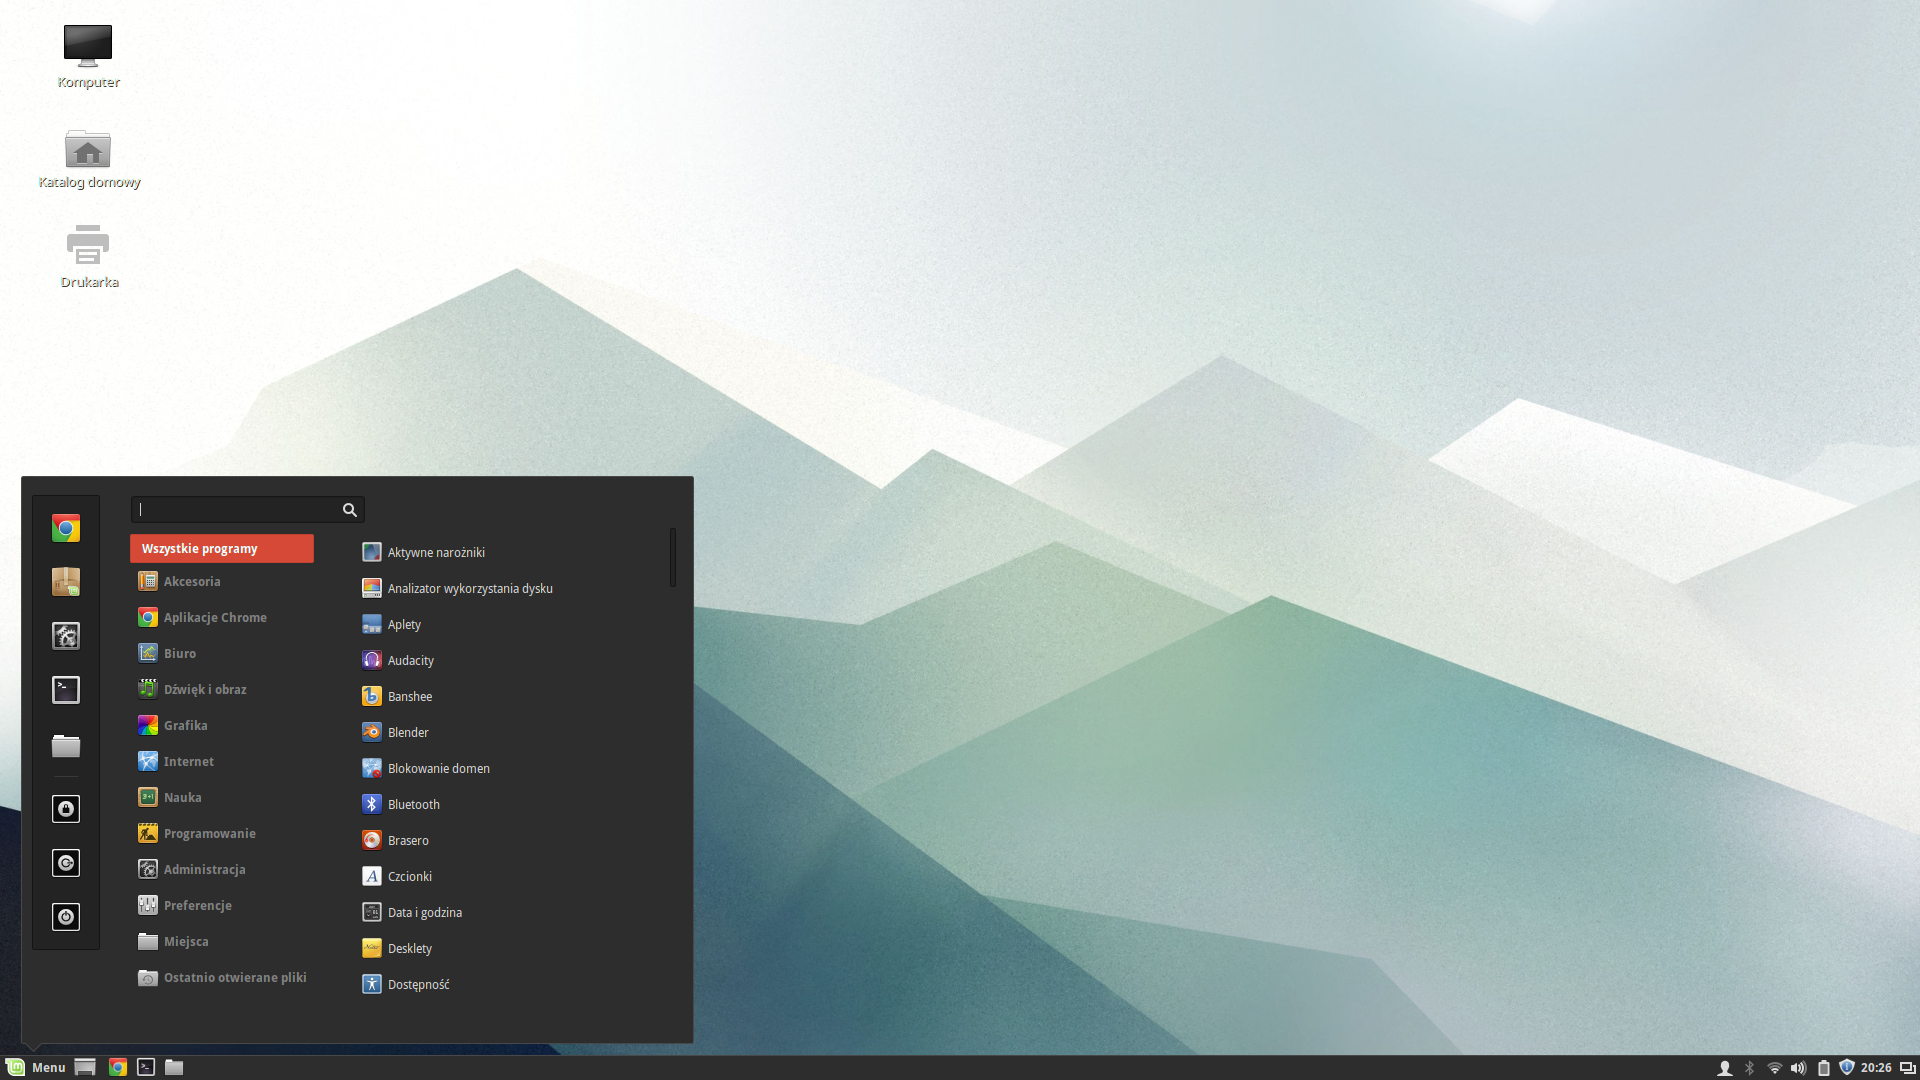 Komputer
Katalog domowy
Drukarka
Wszystkie programy
Akcesoria
Aplikacje Chrome
Biuro
Dźwięk i obraz
Grafika
Internet
Nauka
Programowanie
Administracja
Preferencje
Miejsca
Ostatnio otwierane pliki
Aktywne narożniki
Analizator wykorzystania dysku
Aplety
Audacity
Banshee
Blender
Blokowanie domen
Bluetooth
Brasero
Czcionki
Data i godzina
Desklety
Dostępność
Menu
20:26